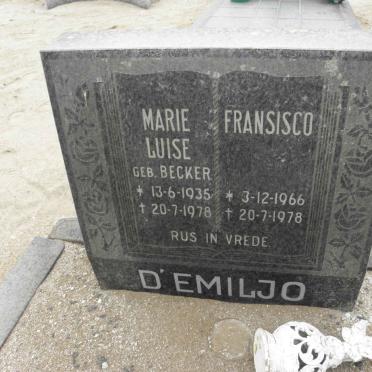 MARIE
LUISE
GEB. BECKER
* 13-6-1935
† 20-7-1978
FRANSISCO
* 3-12-1966
† 20-7-1978
RUS IN VREDE
D'EMILJO